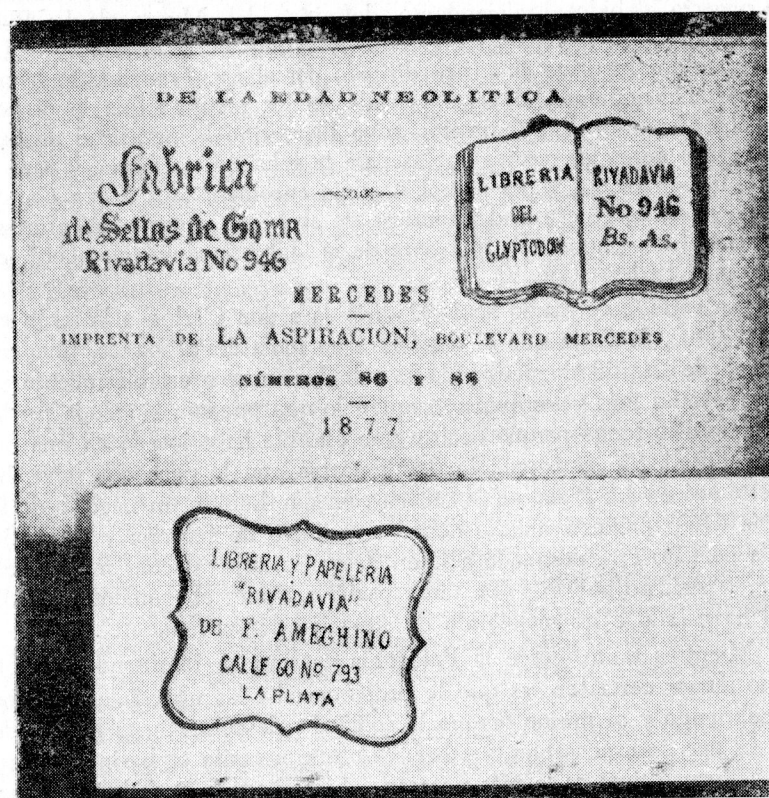 DE LA EDAD NEOLITICA
Fabrica
de Sellos de Goma
Rivadavia No 946
LIBRERIA
DEL
GLYPTODON
RIVADAVIA
No 946
Bs. As.
MERCEDES
IMPRENTA DE LA ASPIRACION, BOULEVARD MERCEDES
NÚMEROS 86 Y 88
1877
LIBRERIA Y PAPELERIA
"RIVADAVIA"
DE F. AMEGHINO
CALLE 60 Nº 793
LA PLATA